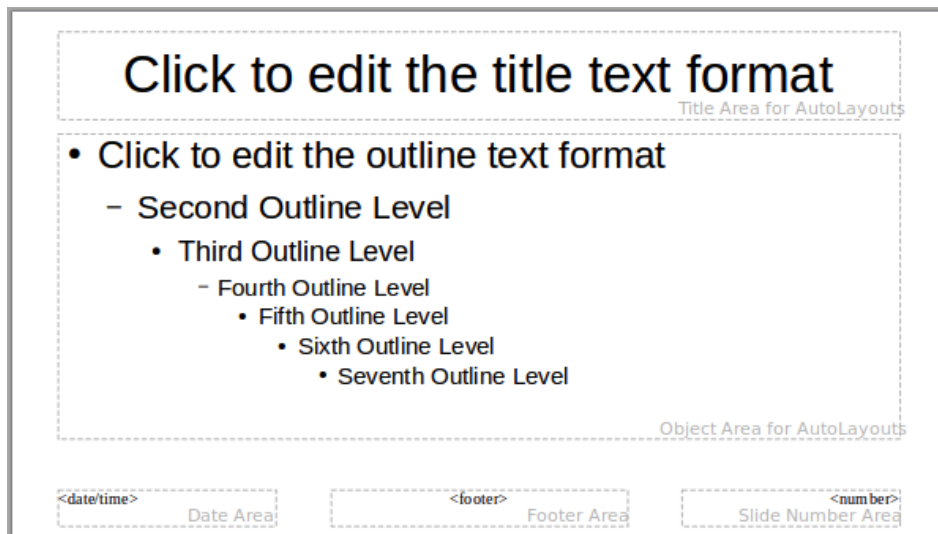 Click to edit the title text format
Title Area for AutoLayouts
• Click to edit the outline text format
– Second Outline Level
• Third Outline Level
– Fourth Outline Level
• Fifth Outline Level
• Sixth Outline Level
• Seventh Outline Level
Object Area for AutoLayouts
<date/time> <footer> <number>
Date Area Footer Area Slide Number Area